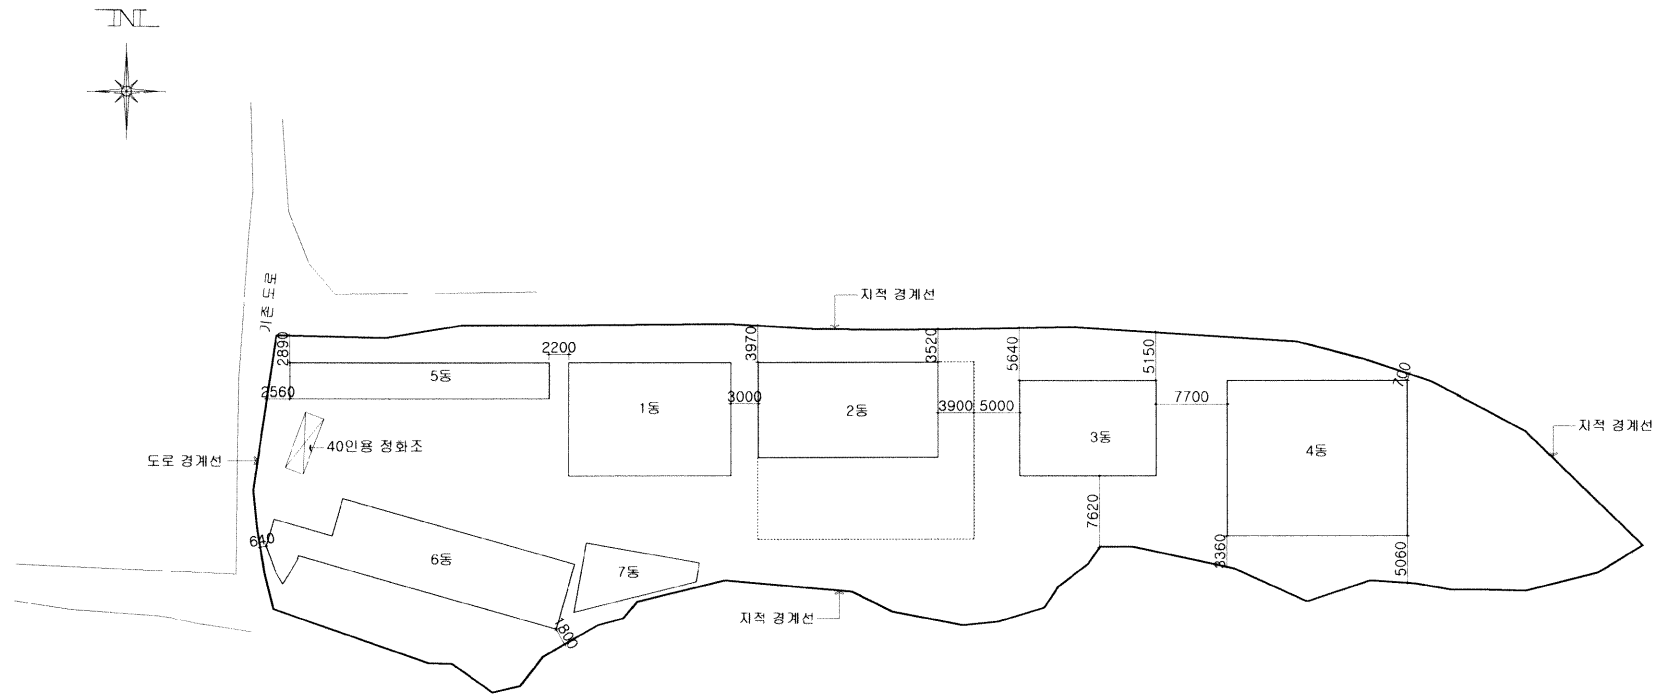 N
기존도로
지적 경계선
2890
2200
3970
3520
5640
5150
700
2560
5동
1동
3000
2동
3900
5000
3동
7700
4동
지적 경계선
40인용 정화조
도로 경계선
7620
640
6동
7동
3360
5060
1800
지적 경계선